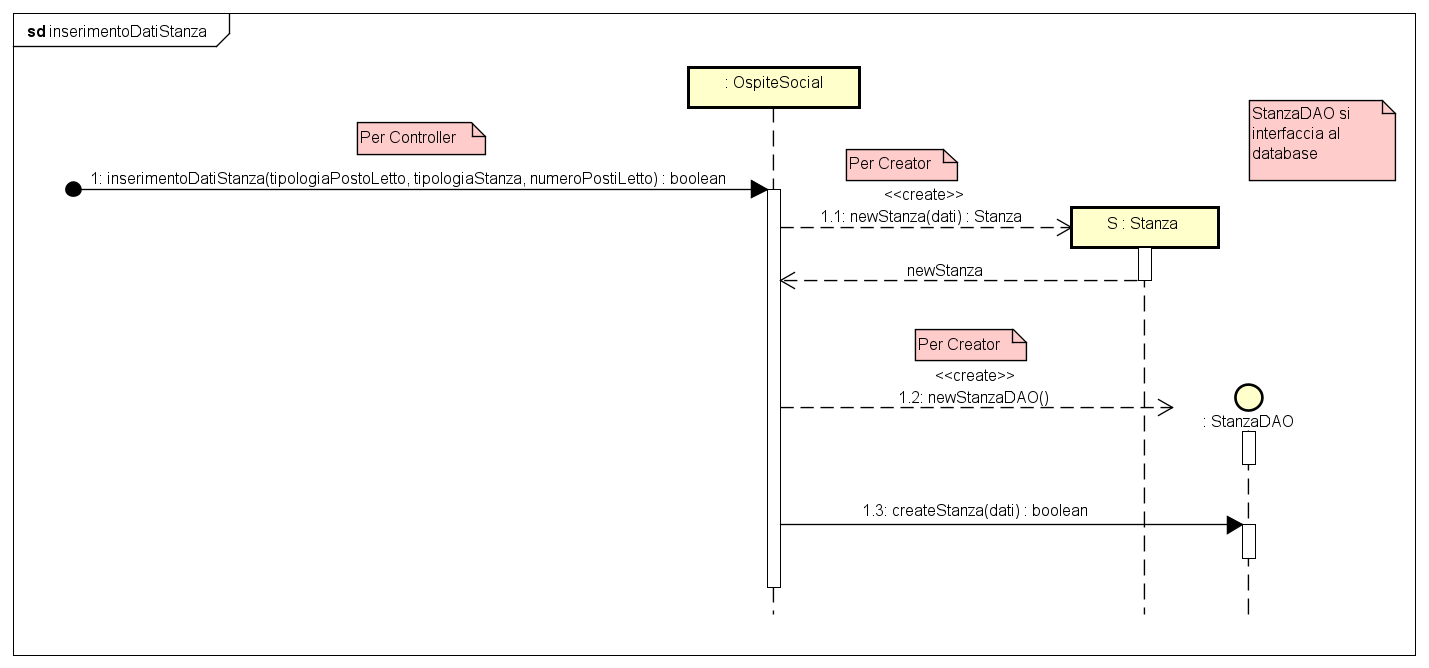 sd inserimentoDatiStanza
: OspiteSocial
StanzaDAO si
interfaccia al
database
Per Controller
Per Creator
1: inserimentoDatiStanza(tipologiaPostoLetto, tipologiaStanza, numeroPostiLetto) : boolean
<<create>>
1.1: newStanza(dati) : Stanza
S : Stanza
newStanza
Per Creator
<<create>>
1.2: newStanzaDAO()
: StanzaDAO
1.3: createStanza(dati) : boolean